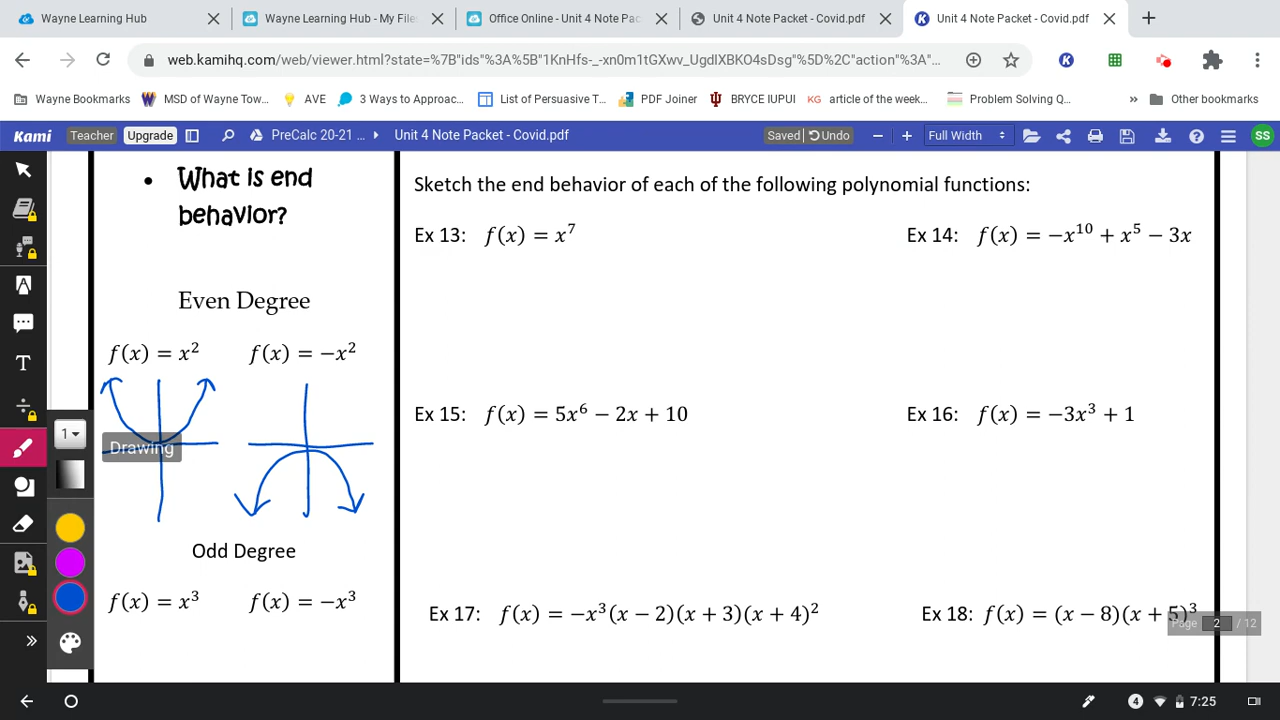 Wayne Learning Hub
Wayne Learning Hub - My File
Office Online - Unit 4 Note Pac
Unit 4 Note Packet - Covid.pdf
Unit 4 Note Packet - Covid.pdf
web.kamihq.com/web/viewer.html?state=%7B"ids"%3A%5B"1KnHfs-_-xn0m1tGXwv_UgdIXBKO4sDsg"%5D%2C"action"%3A"...
Wayne Bookmarks
MSD of Wayne Tow...
AVE
3 Ways to Approac...
List of Persuasive T...
PDF Joiner
BRYCE IUPUI
KG article of the week...
Problem Solving Q...
» Other bookmarks
Kami Teacher Upgrade
PreCalc 20-21 ...
Unit 4 Note Packet - Covid.pdf
Saved Undo
Full Width
SS
• What is end
behavior?
Even Degree
f(x) = x² f(x) = −x²
Drawing
1
Odd Degree
f(x) = x³ f(x) = −x³
Sketch the end behavior of each of the following polynomial functions:
Ex 13: f(x) = x⁷
Ex 14: f(x) = −x¹⁰ + x⁵ − 3x
Ex 15: f(x) = 5x⁶ − 2x + 10
Ex 16: f(x) = −3x³ + 1
Ex 17: f(x) = −x³(x − 2)(x + 3)(x + 4)²
Ex 18: f(x) = (x − 8)(x + 5)³
Page 2 / 12
4 7:25